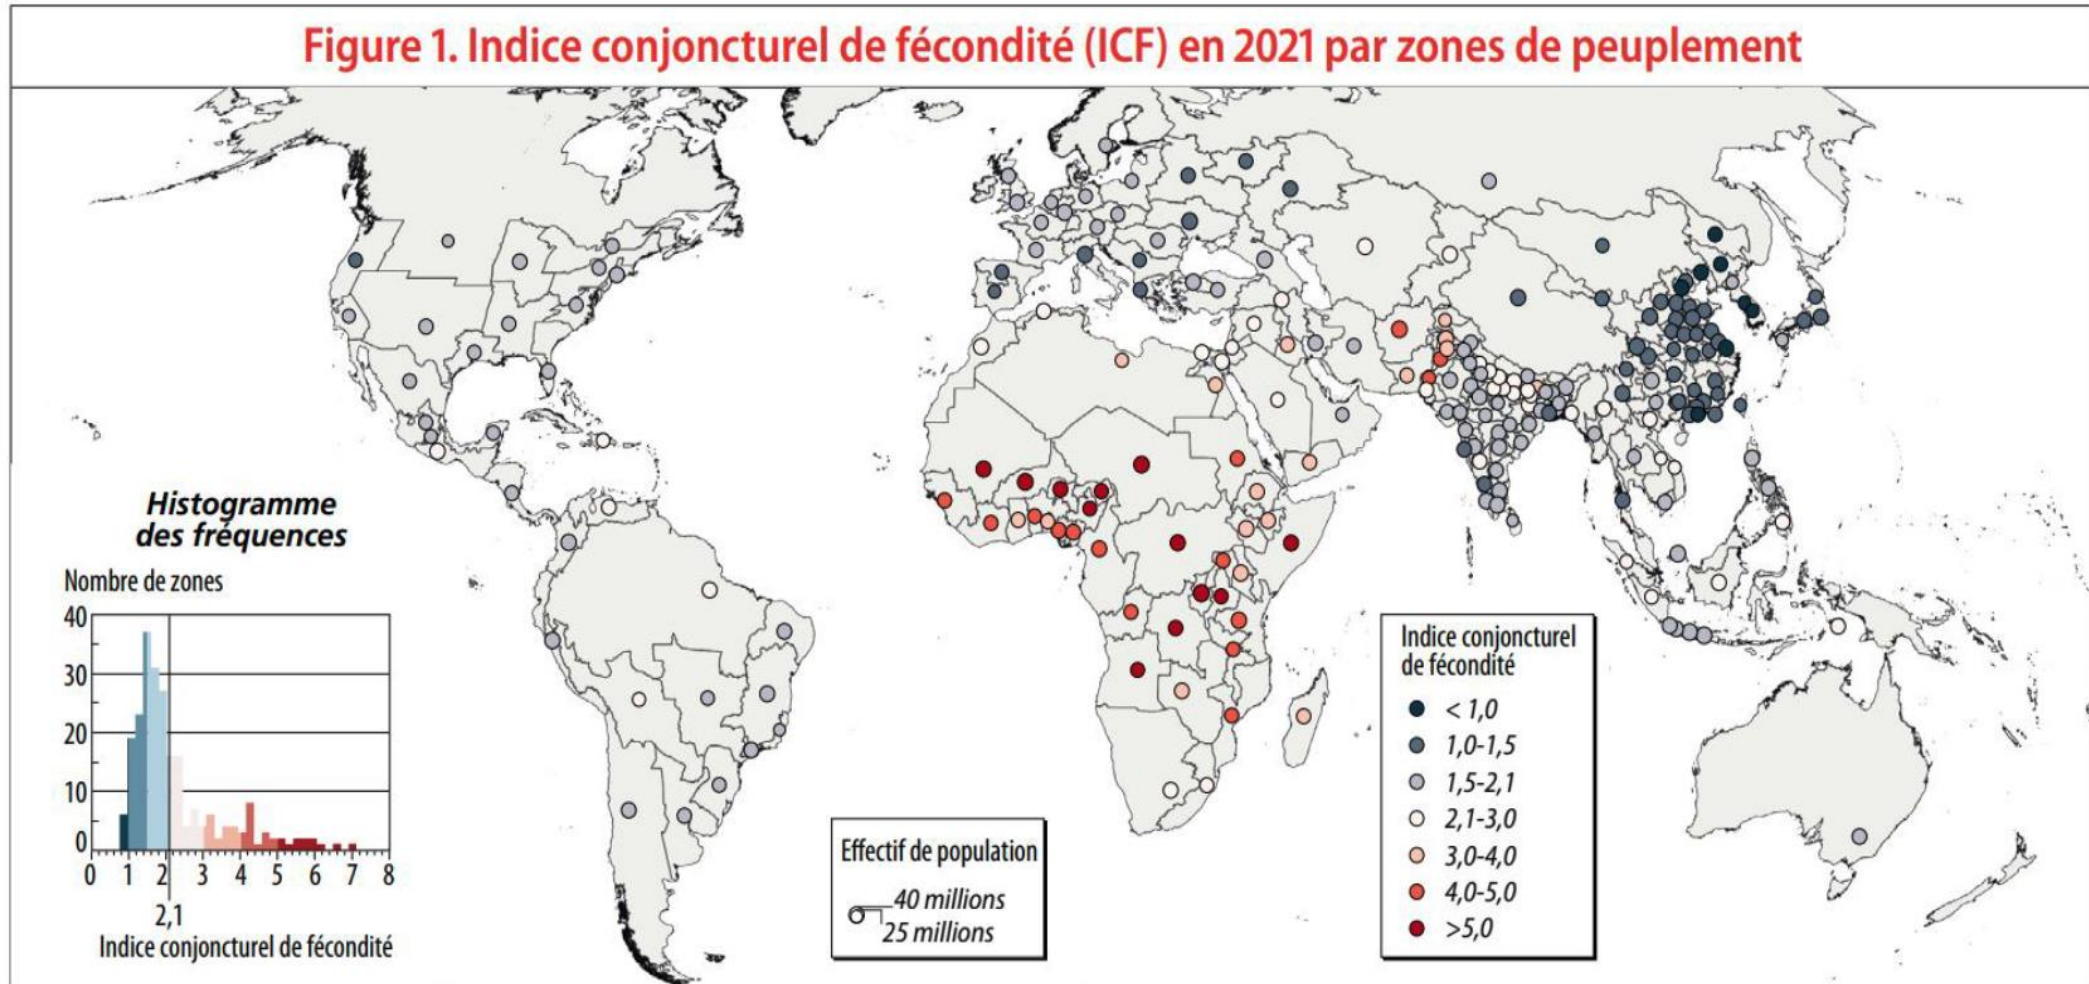 Figure 1. Indice conjoncturel de fécondité (ICF) en 2021 par zones de peuplement
Histogramme
des fréquences
Nombre de zones
40
30
20
10
0
0 1 2 3 4 5 6 7 8
2,1
Indice conjoncturel de fécondité
Effectif de population
40 millions
25 millions
Indice conjoncturel
de fécondité
< 1,0
1,0-1,5
1,5-2,1
2,1-3,0
3,0-4,0
4,0-5,0
>5,0